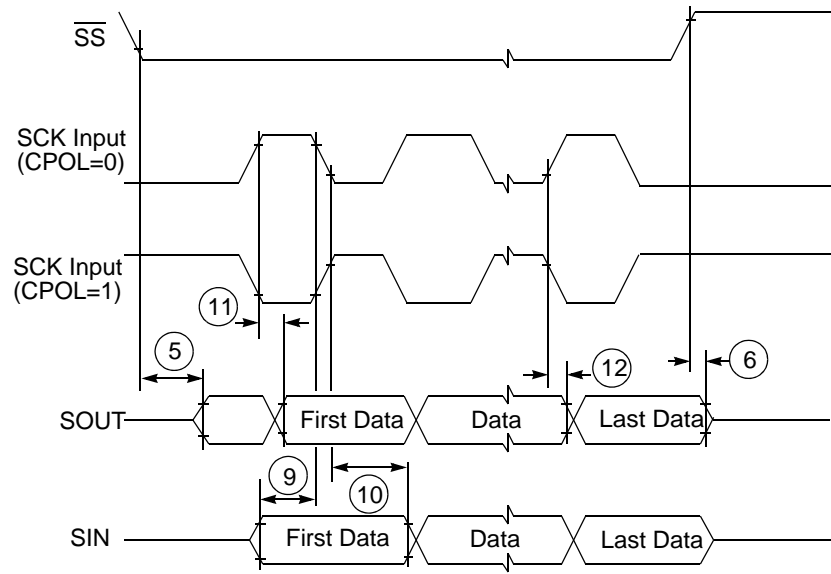 SS
SCK Input
(CPOL=0)
SCK Input
(CPOL=1)
11
5
12
6
SOUT
First Data
Data
Last Data
9
10
SIN
First Data
Data
Last Data